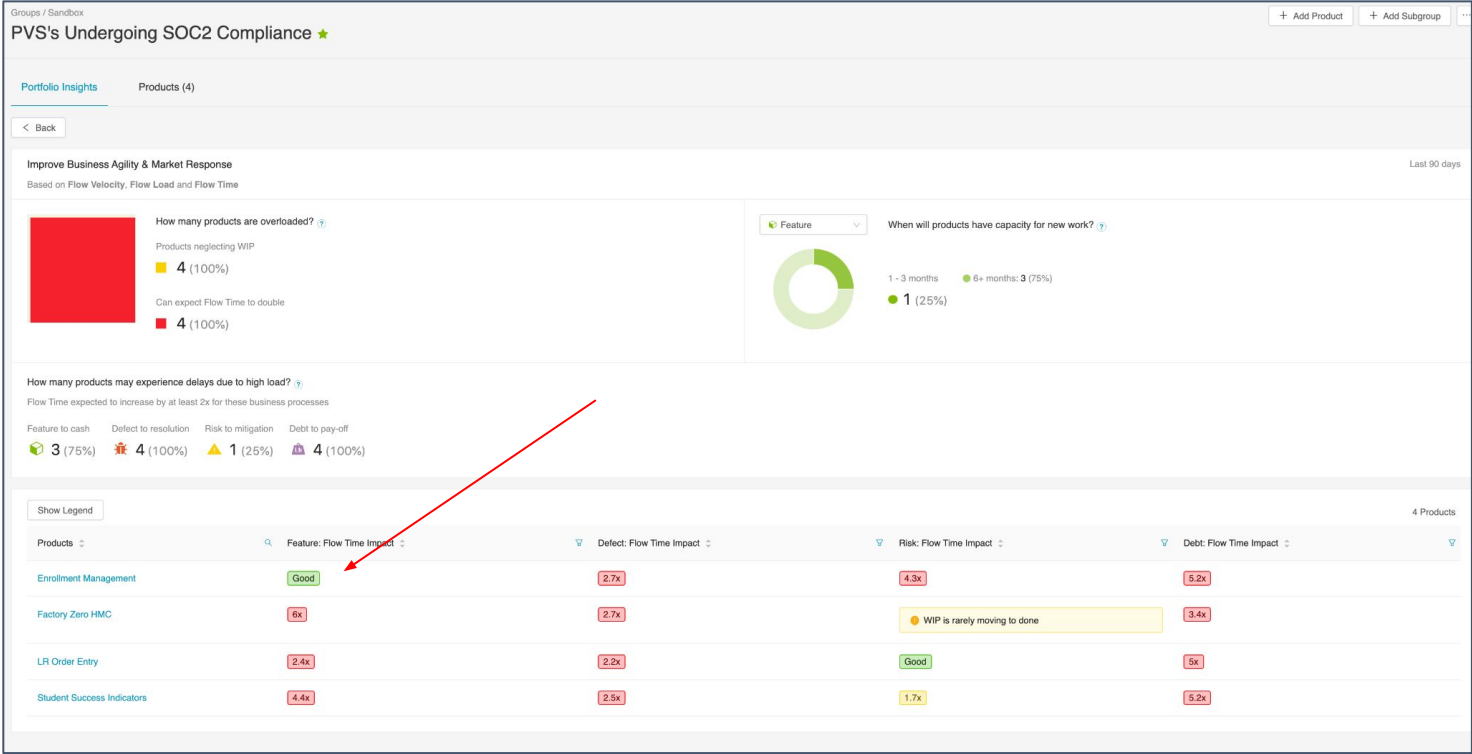 Groups / Sandbox
PVS's Undergoing SOC2 Compliance
+ Add Product
+ Add Subgroup
...
Portfolio Insights
Products (4)
< Back
Improve Business Agility & Market Response
Last 90 days
Based on Flow Velocity, Flow Load and Flow Time
How many products are overloaded? ?
Products neglecting WIP
4 (100%)
Can expect Flow Time to double
4 (100%)
Feature
When will products have capacity for new work? ?
1 - 3 months
6+ months: 3 (75%)
1 (25%)
How many products may experience delays due to high load? ?
Flow Time expected to increase by at least 2x for these business processes
Feature to cash Defect to resolution Risk to mitigation Debt to pay-off
3 (75%) 4 (100%) 1 (25%) 4 (100%)
Show Legend
4 Products
Products Feature: Flow Time Impact Defect: Flow Time Impact Risk: Flow Time Impact Debt: Flow Time Impact
Enrollment Management Good 2.7x 4.3x 5.2x
Factory Zero HMC 6x 2.7x WIP is rarely moving to done 3.4x
LR Order Entry 2.4x 2.2x Good 5x
Student Success Indicators 4.4x 2.5x 1.7x 5.2x